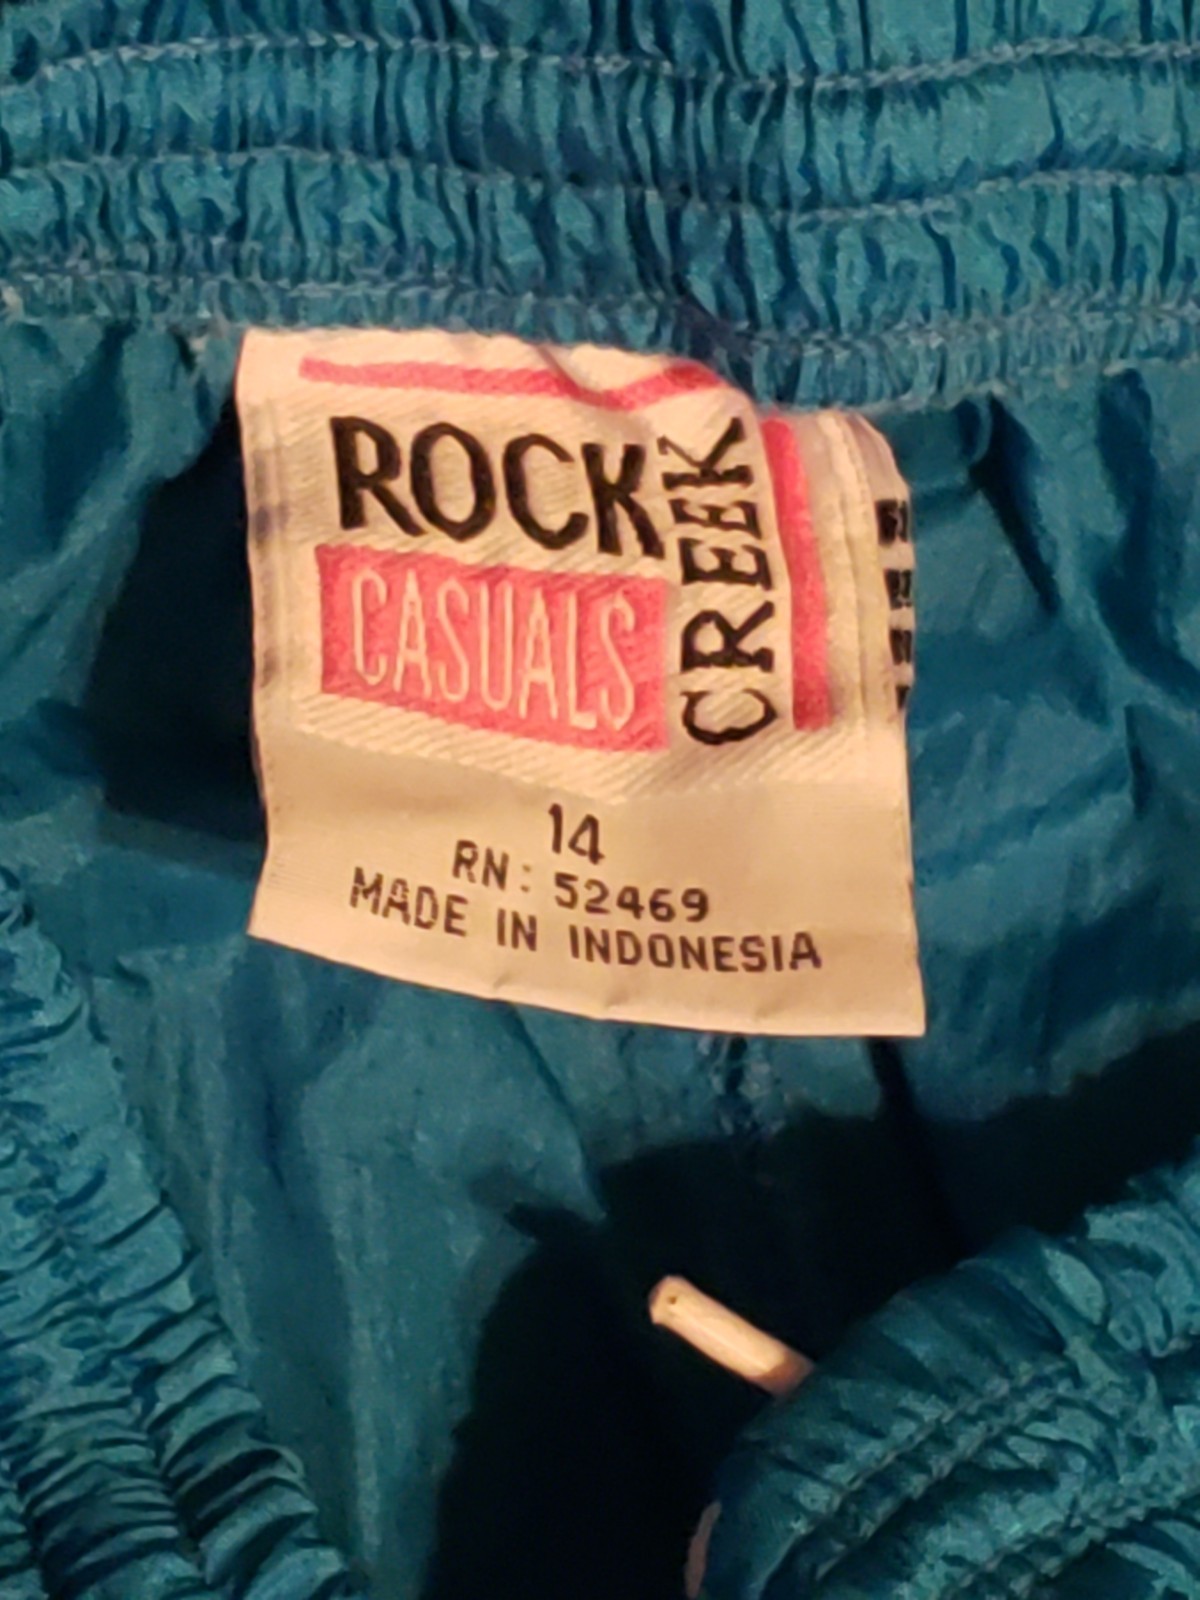 ROCK
CREEK
CASUALS
14
RN: 52469
MADE IN INDONESIA